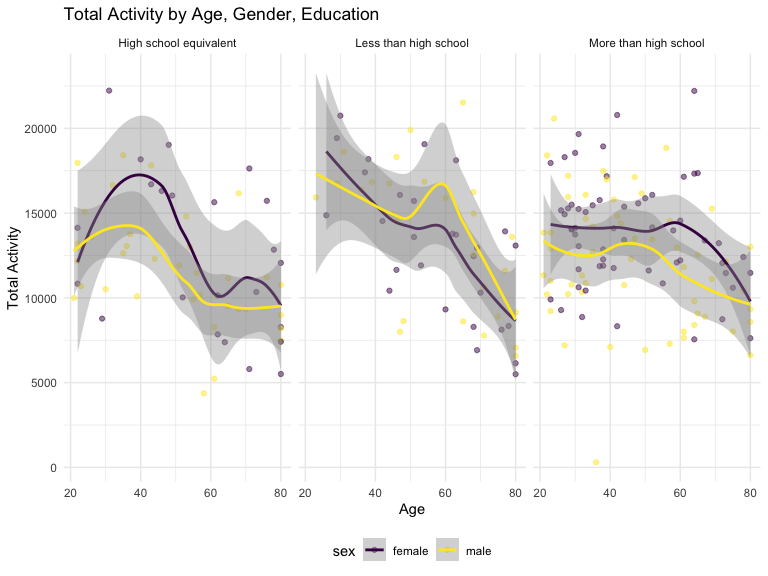 Total Activity by Age, Gender, Education
High school equivalent
Less than high school
More than high school
Total Activity
20000
15000
10000
5000
0
20 40 60 80
20 40 60 80
20 40 60 80
Age
sex female male